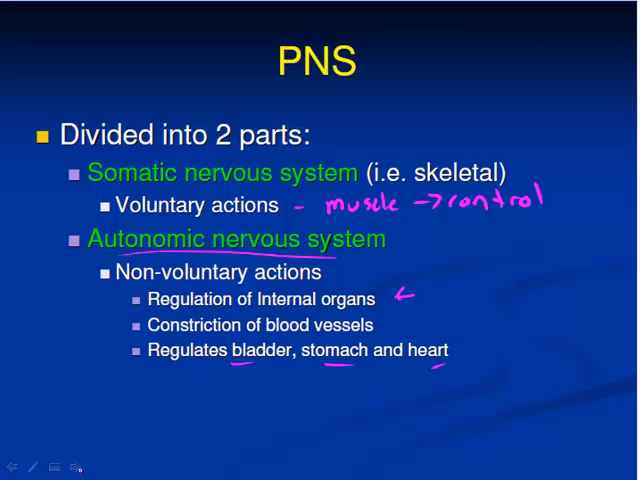 PNS
Divided into 2 parts:
Somatic nervous system (i.e. skeletal)
Voluntary actions - muscle → control
Autonomic nervous system
Non-voluntary actions
Regulation of Internal organs ←
Constriction of blood vessels
Regulates bladder, stomach and heart